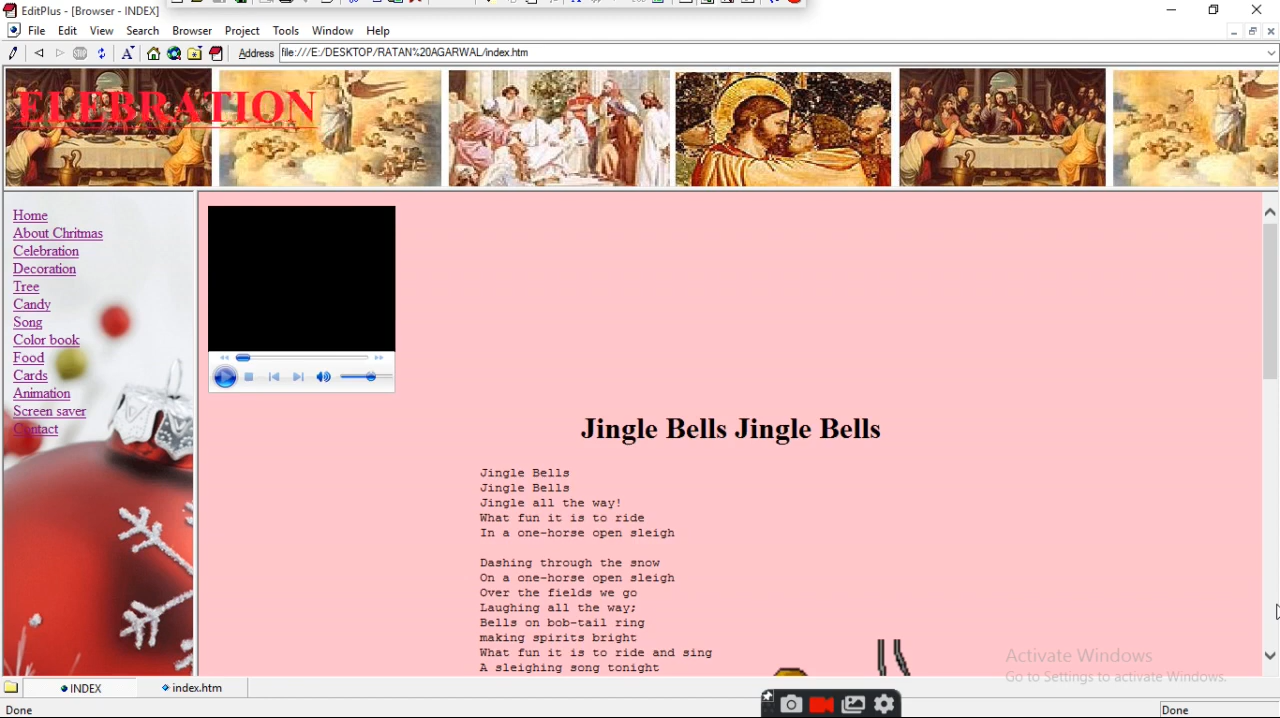 EditPlus - [Browser - INDEX]
File Edit View Search Browser Project Tools Window Help
Address file:///E:/DESKTOP/RATAN%20AGARWAL/index.htm
ELEBRATION
Home
About Chritmas
Celebration
Decoration
Tree
Candy
Song
Color book
Food
Cards
Animation
Screen saver
Contact
Jingle Bells Jingle Bells
Jingle Bells
Jingle Bells
Jingle all the way!
What fun it is to ride
In a one-horse open sleigh
Dashing through the snow
On a one-horse open sleigh
Over the fields we go
Laughing all the way;
Bells on bob-tail ring
making spirits bright
What fun it is to ride and sing
A sleighing song tonight
Activate Windows
Go to Settings to activate Windows.
INDEX index.htm
Done Done